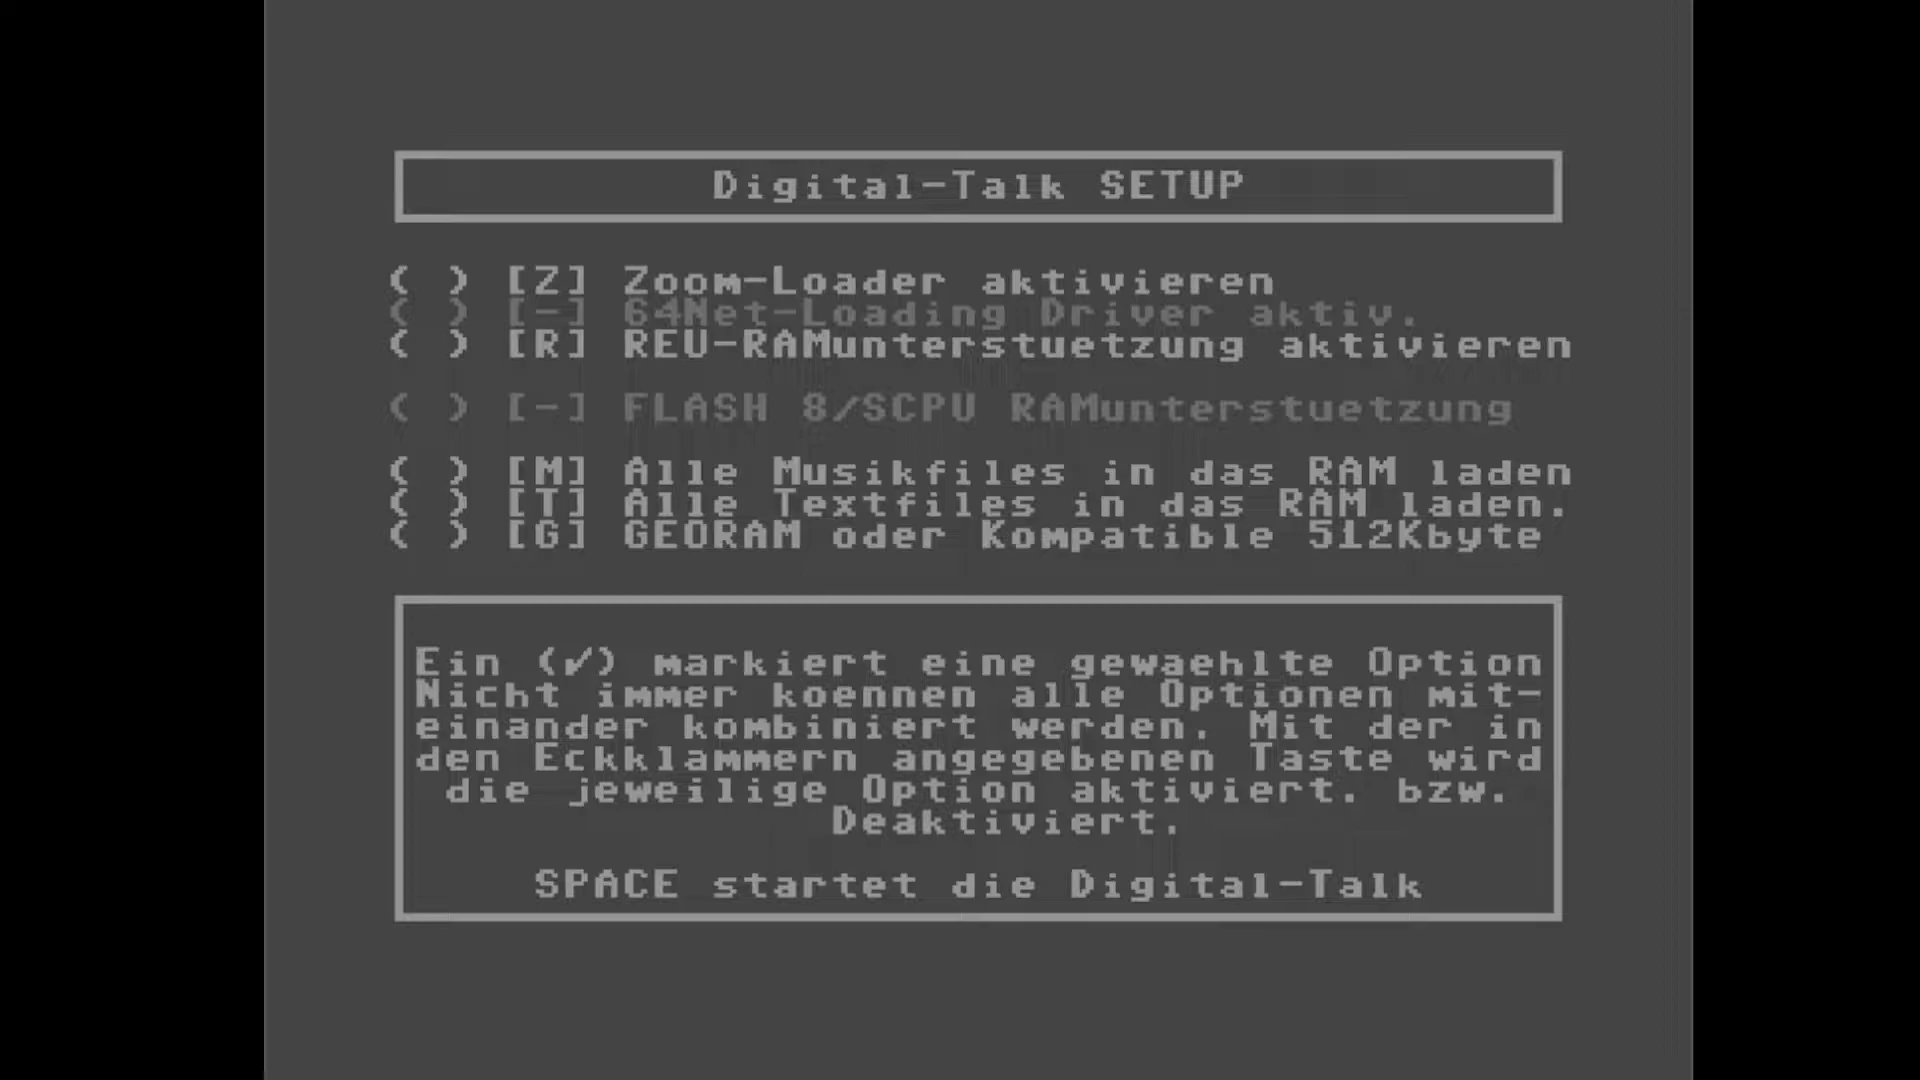 Digital-Talk SETUP
( ) [Z] Zoom-Loader aktivieren
( ) [-] 64Net-Loading Driver aktiv.
( ) [R] REU-RAMunterstuetzung aktivieren
( ) [-] FLASH 8/SCPU RAMunterstuetzung
( ) [M] Alle Musikfiles in das RAM laden
( ) [T] Alle Textfiles in das RAM laden.
( ) [G] GEORAM oder Kompatible 512Kbyte
Ein (✓) markiert eine gewaehlte Option
Nicht immer koennen alle Optionen mit-
einander kombiniert werden. Mit der in
den Eckklammern angegebenen Taste wird
die jeweilige Option aktiviert. bzw.
Deaktiviert.
SPACE startet die Digital-Talk